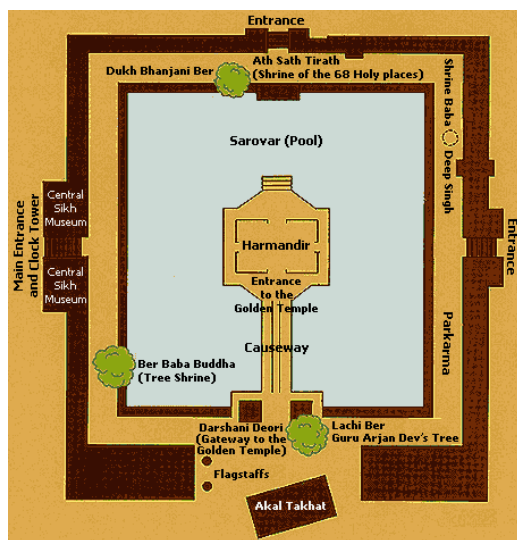 Entrance
Ath Sath Tirath
(Shrine of the 68 Holy places)
Dukh Bhanjani Ber
Shrine Baba Deep Singh
Sarovar (Pool)
Central
Sikh
Museum
Main Entrance
and Clock Tower
Harmandir
Entrance
Central
Sikh
Museum
Entrance
to the
Golden Temple
Causeway
Parkarma
Ber Baba Buddha
(Tree Shrine)
Darshani Deori
(Gateway to the
Golden Temple)
Lachi Ber
Guru Arjan Dev's Tree
Flagstaffs
Akal Takhat